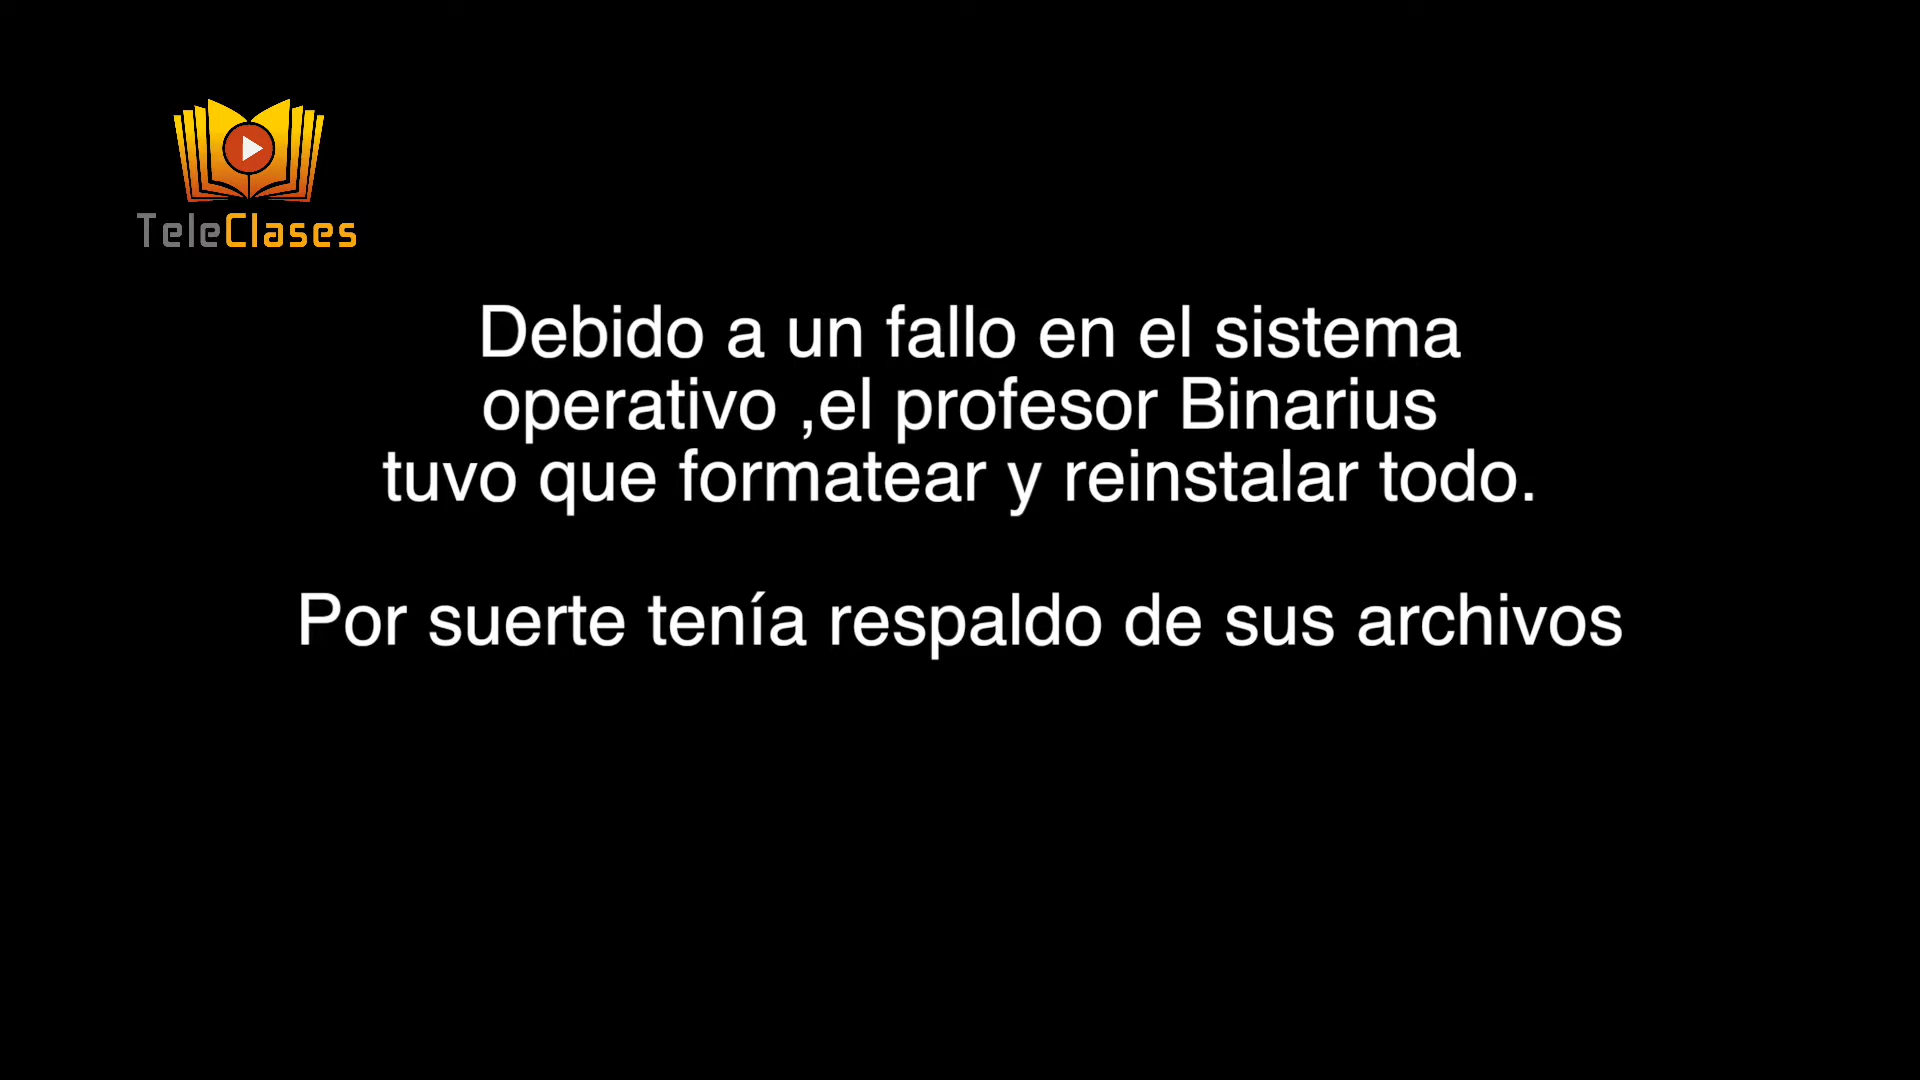 TeleClases
Debido a un fallo en el sistema
operativo ,el profesor Binarius
tuvo que formatear y reinstalar todo.
Por suerte tenía respaldo de sus archivos